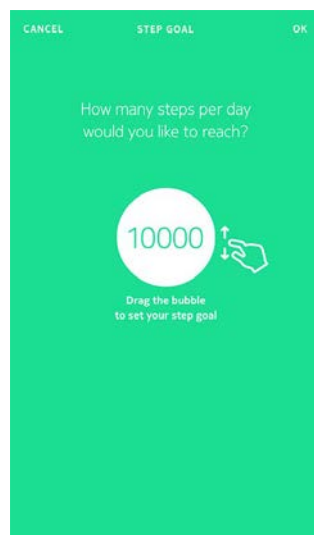 CANCEL STEP GOAL OK
How many steps per day
would you like to reach?
10000
Drag the bubble
to set your step goal